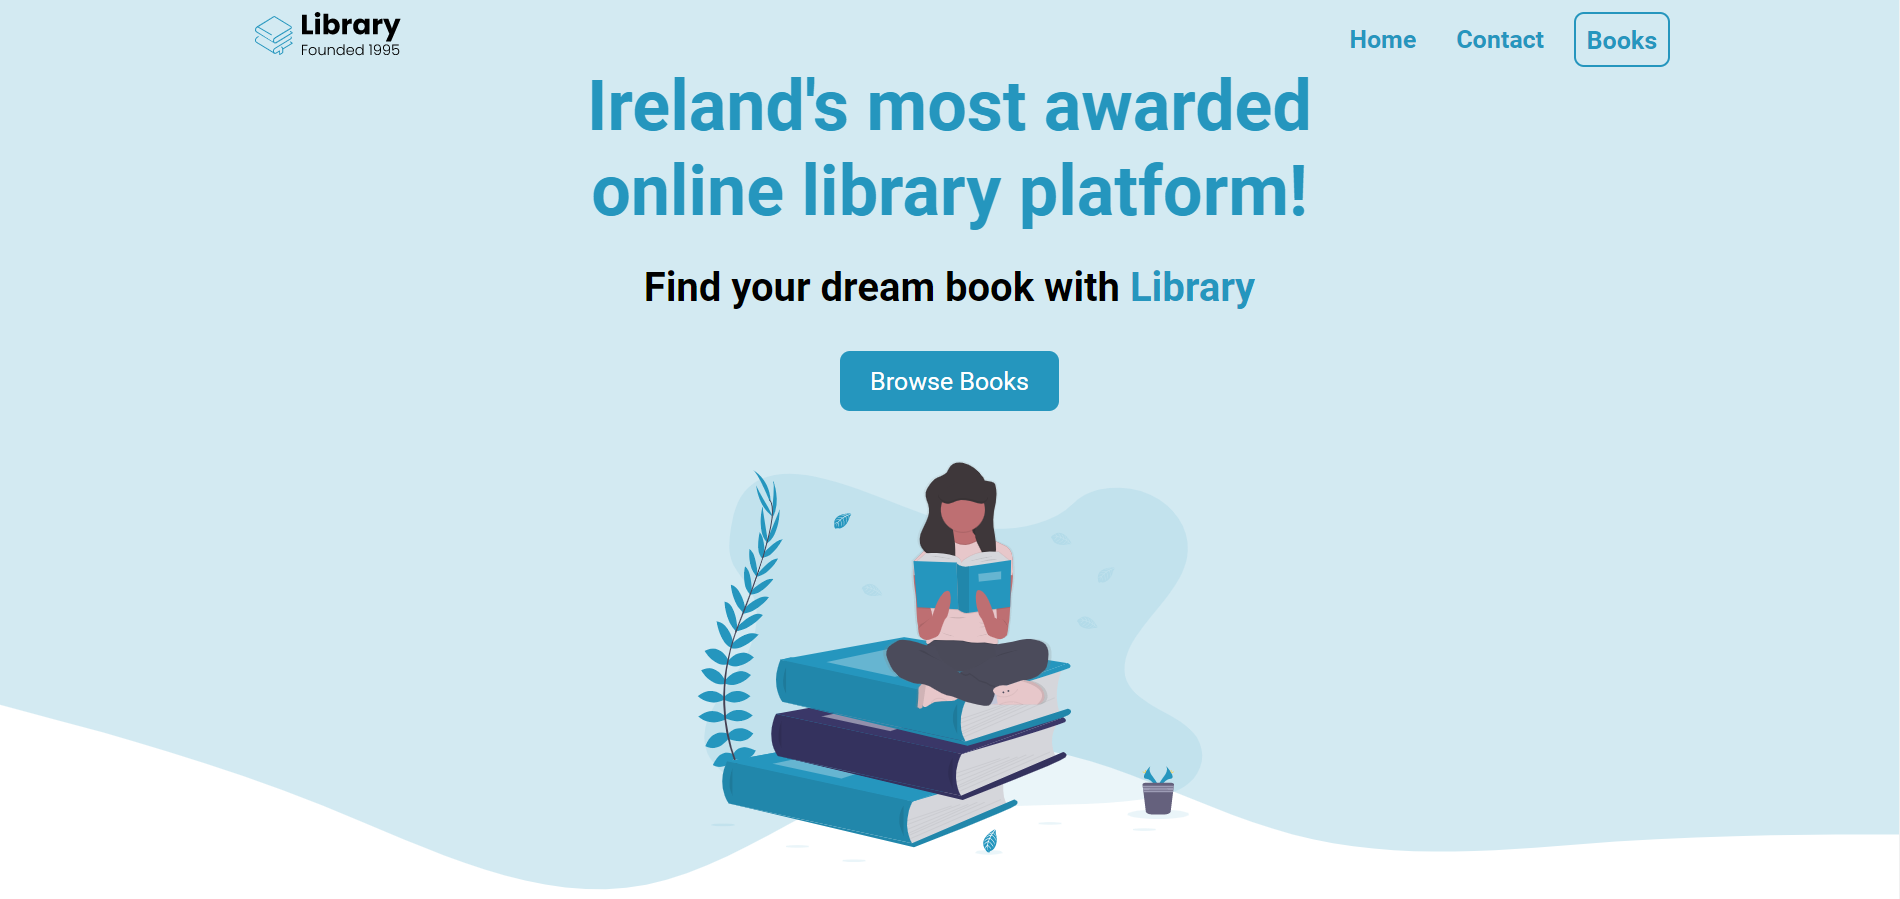 Library
Founded 1995
Home
Contact
Books
Ireland's most awarded
online library platform!
Find your dream book with Library
Browse Books